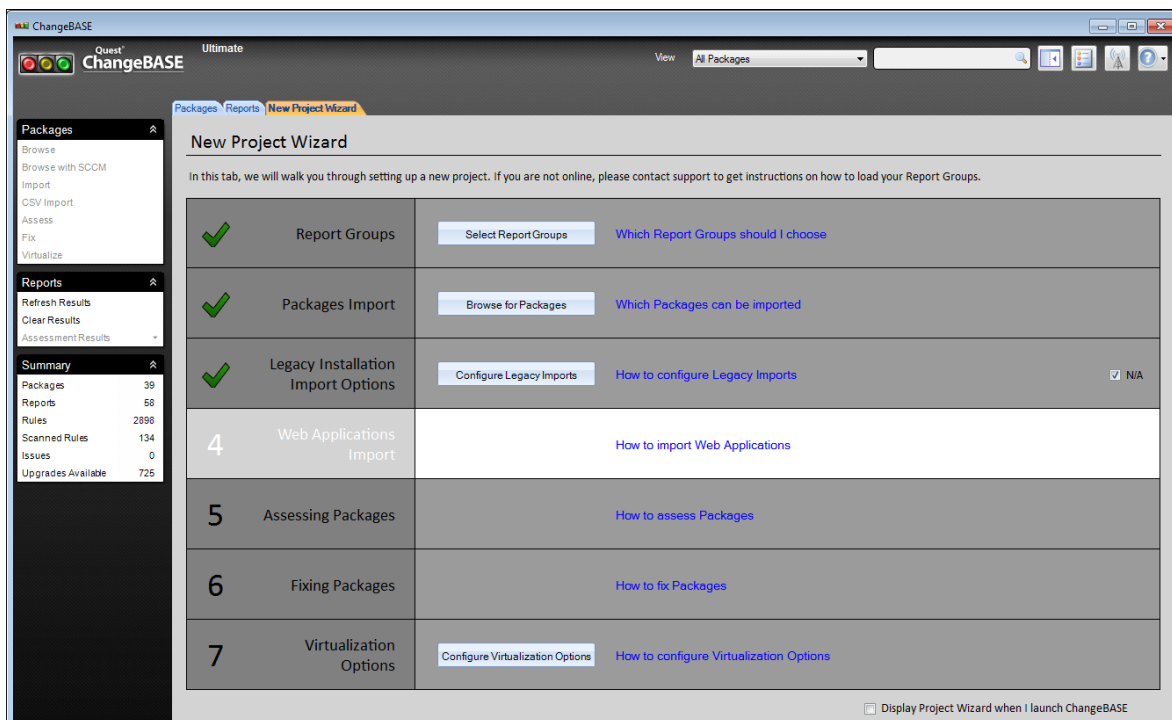 ChangeBASE
Quest®
ChangeBASE
Ultimate
View
All Packages
Packages
Reports
New Project Wizard
Packages
Browse
Browse with SCCM
Import
CSV Import
Assess
Fix
Virtualize
Reports
Refresh Results
Clear Results
Assessment Results
Summary
Packages 39
Reports 58
Rules 2898
Scanned Rules 134
Issues 0
Upgrades Available 725
New Project Wizard
In this tab, we will walk you through setting up a new project. If you are not online, please contact support to get instructions on how to load your Report Groups.
Report Groups
Select Report Groups
Which Report Groups should I choose
Packages Import
Browse for Packages
Which Packages can be imported
Legacy Installation
Import Options
Configure Legacy Imports
How to configure Legacy Imports
N/A
4
Web Applications
Import
How to import Web Applications
5
Assessing Packages
How to assess Packages
6
Fixing Packages
How to fix Packages
7
Virtualization
Options
Configure Virtualization Options
How to configure Virtualization Options
Display Project Wizard when I launch ChangeBASE